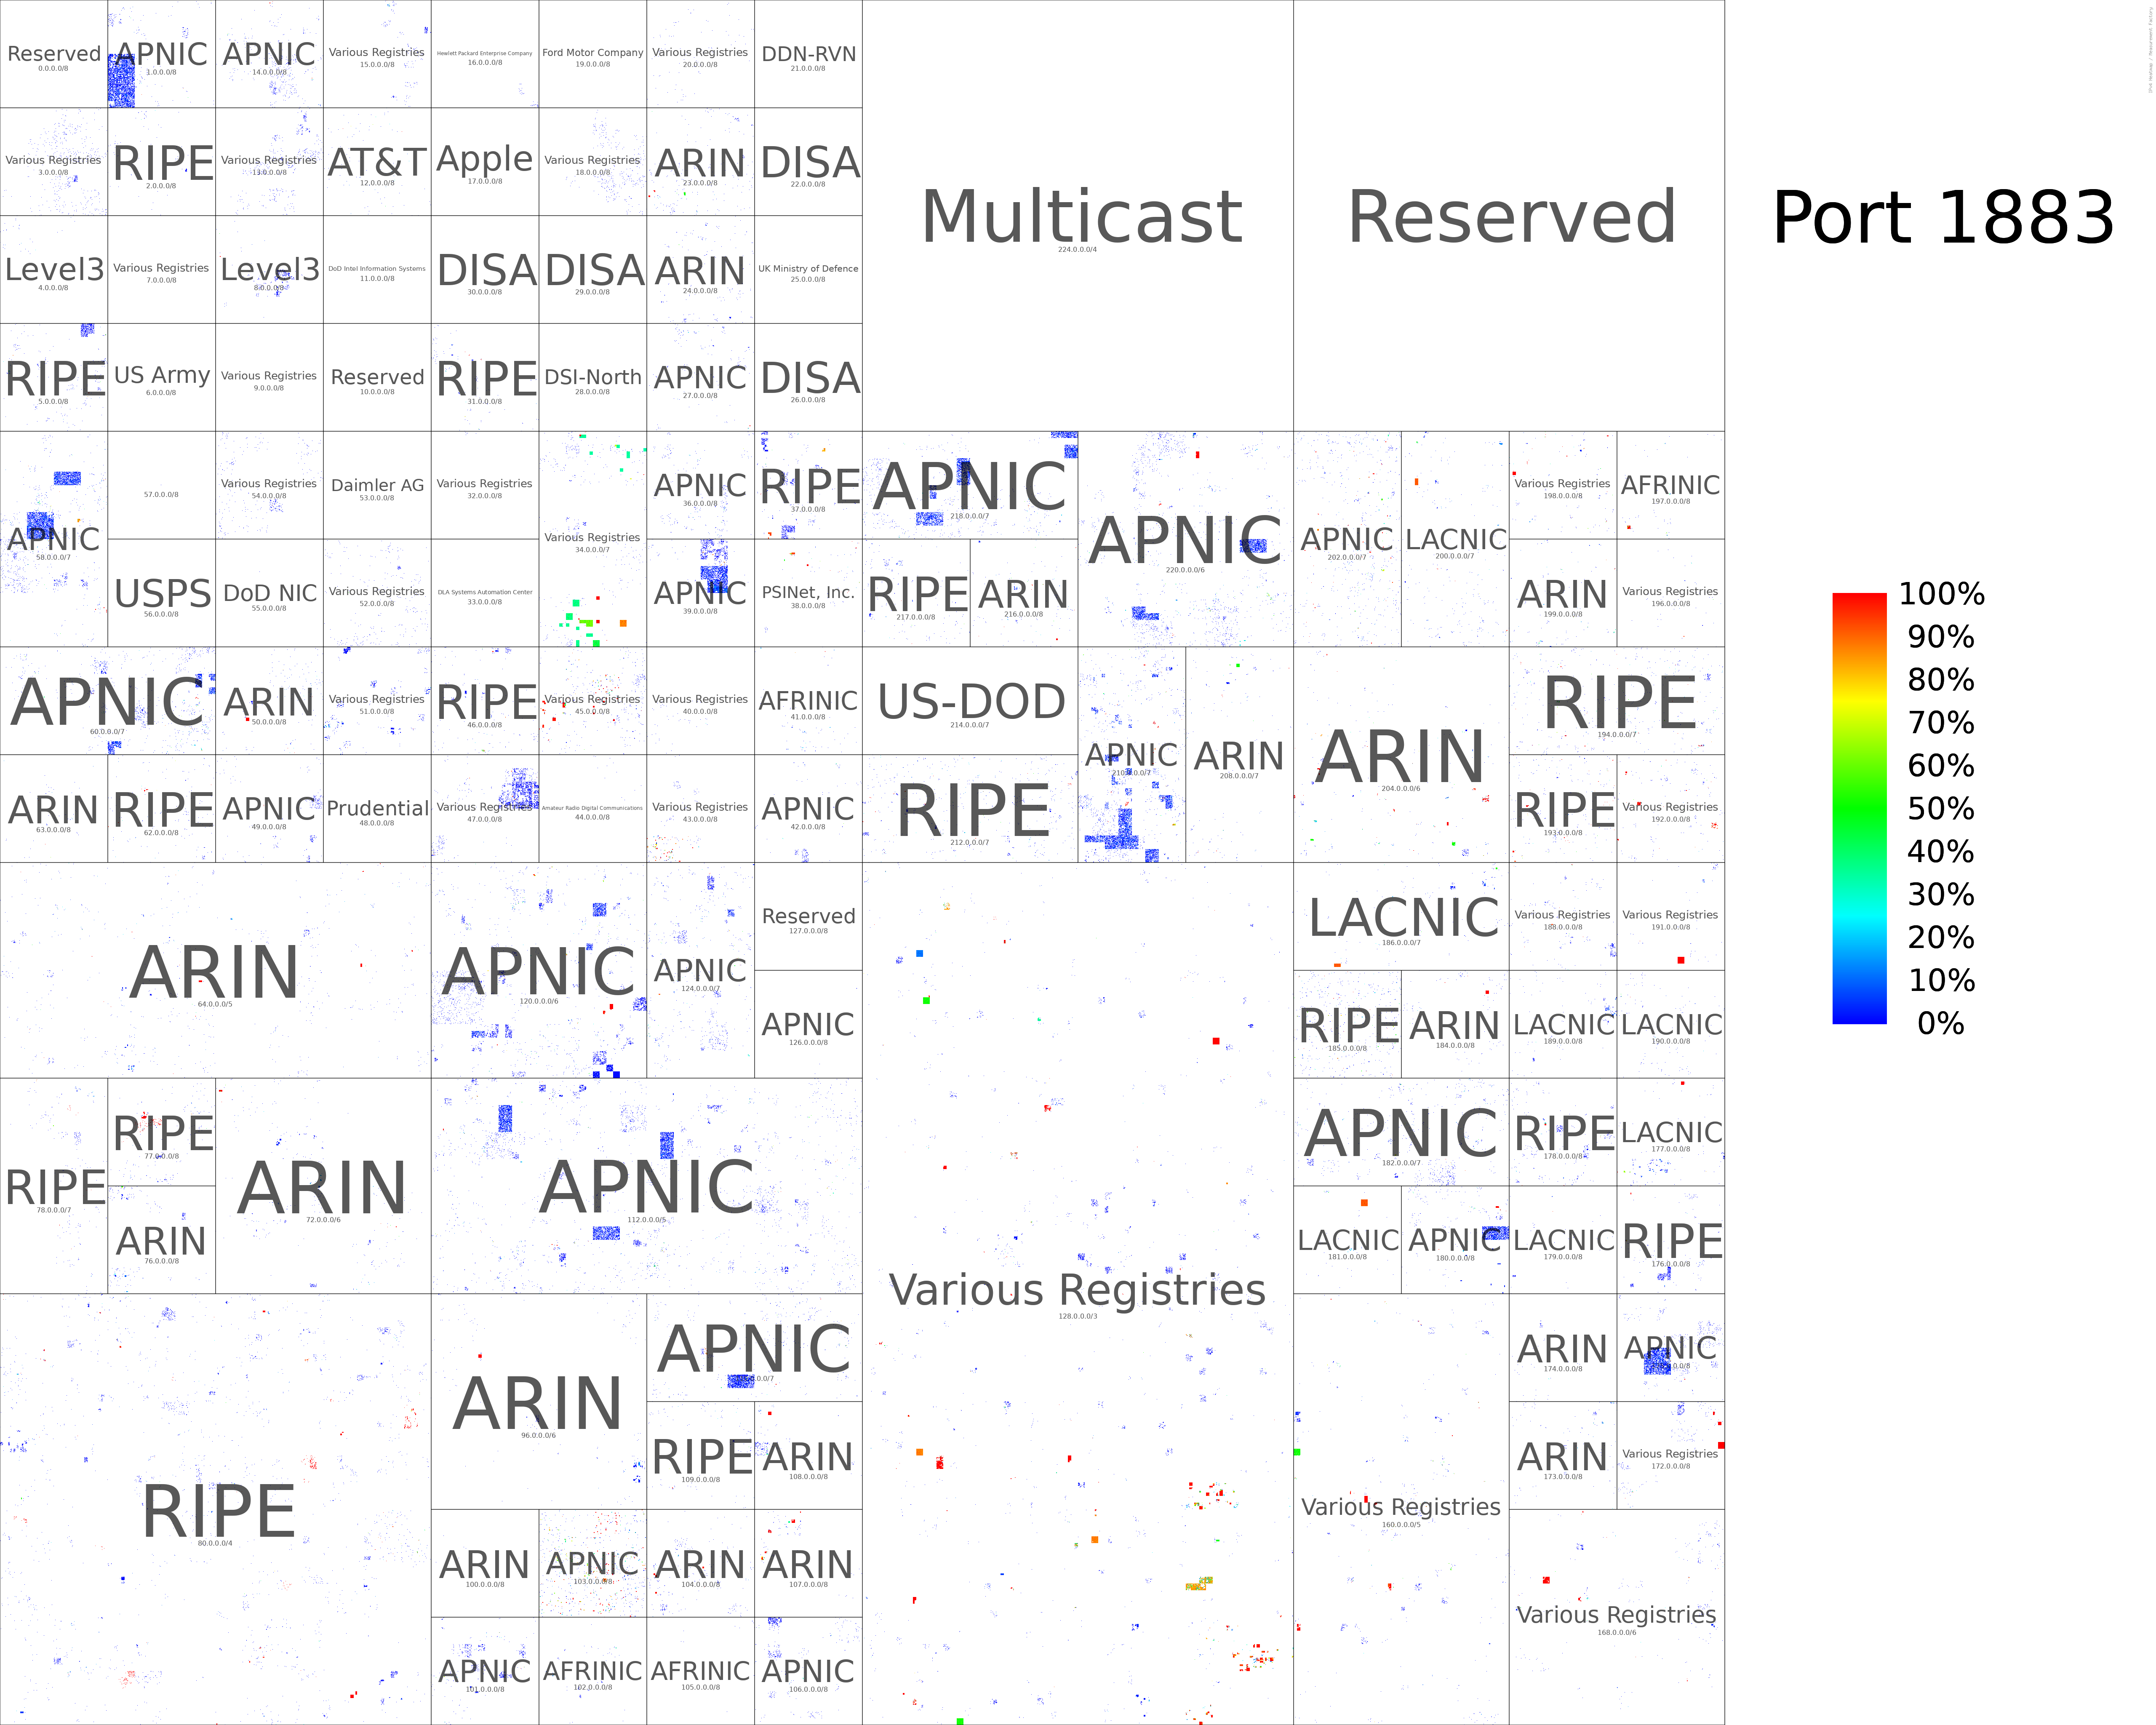 Reserved
0.0.0.0/8
APNIC
1.0.0.0/8
APNIC
14.0.0.0/8
Various Registries
15.0.0.0/8
Hewlett Packard Enterprise Company
16.0.0.0/8
Ford Motor Company
19.0.0.0/8
Various Registries
20.0.0.0/8
DDN-RVN
21.0.0.0/8
Various Registries
3.0.0.0/8
RIPE
2.0.0.0/8
Various Registries
13.0.0.0/8
AT&T
12.0.0.0/8
Apple
17.0.0.0/8
Various Registries
18.0.0.0/8
ARIN
23.0.0.0/8
DISA
22.0.0.0/8
Multicast
224.0.0.0/4
Reserved
Port 1883
Level3
4.0.0.0/8
Various Registries
7.0.0.0/8
Level3
8.0.0.0/8
DoD Intel Information Systems
11.0.0.0/8
DISA
30.0.0.0/8
DISA
29.0.0.0/8
ARIN
24.0.0.0/8
UK Ministry of Defence
25.0.0.0/8
RIPE
5.0.0.0/8
US Army
6.0.0.0/8
Various Registries
9.0.0.0/8
Reserved
10.0.0.0/8
RIPE
31.0.0.0/8
DSI-North
28.0.0.0/8
APNIC
27.0.0.0/8
DISA
26.0.0.0/8
APNIC
58.0.0.0/7
57.0.0.0/8
Various Registries
54.0.0.0/8
Daimler AG
53.0.0.0/8
Various Registries
32.0.0.0/8
Various Registries
34.0.0.0/7
APNIC
36.0.0.0/8
RIPE
37.0.0.0/8
APNIC
218.0.0.0/7
APNIC
220.0.0.0/6
APNIC
202.0.0.0/7
LACNIC
200.0.0.0/7
Various Registries
198.0.0.0/8
AFRINIC
197.0.0.0/8
USPS
56.0.0.0/8
DoD NIC
55.0.0.0/8
Various Registries
52.0.0.0/8
DLA Systems Automation Center
33.0.0.0/8
APNIC
39.0.0.0/8
PSINet, Inc.
38.0.0.0/8
RIPE
217.0.0.0/8
ARIN
216.0.0.0/8
ARIN
199.0.0.0/8
Various Registries
196.0.0.0/8
100%
90%
80%
70%
60%
50%
40%
30%
20%
10%
0%
APNIC
60.0.0.0/7
ARIN
50.0.0.0/8
Various Registries
51.0.0.0/8
RIPE
46.0.0.0/8
Various Registries
45.0.0.0/8
Various Registries
40.0.0.0/8
AFRINIC
41.0.0.0/8
US-DOD
214.0.0.0/7
APNIC
210.0.0.0/7
ARIN
208.0.0.0/7
ARIN
204.0.0.0/6
RIPE
194.0.0.0/7
ARIN
63.0.0.0/8
RIPE
62.0.0.0/8
APNIC
49.0.0.0/8
Prudential
48.0.0.0/8
Various Registries
47.0.0.0/8
Amateur Radio Digital Communications
44.0.0.0/8
Various Registries
43.0.0.0/8
APNIC
42.0.0.0/8
RIPE
212.0.0.0/7
RIPE
193.0.0.0/8
Various Registries
192.0.0.0/8
ARIN
64.0.0.0/5
APNIC
120.0.0.0/6
APNIC
124.0.0.0/7
Reserved
127.0.0.0/8
APNIC
126.0.0.0/8
LACNIC
186.0.0.0/7
Various Registries
188.0.0.0/8
Various Registries
191.0.0.0/8
RIPE
185.0.0.0/8
ARIN
184.0.0.0/8
LACNIC
189.0.0.0/8
LACNIC
190.0.0.0/8
RIPE
78.0.0.0/7
RIPE
77.0.0.0/8
ARIN
76.0.0.0/8
ARIN
72.0.0.0/6
APNIC
112.0.0.0/5
Various Registries
128.0.0.0/3
APNIC
182.0.0.0/7
RIPE
178.0.0.0/8
LACNIC
177.0.0.0/8
LACNIC
181.0.0.0/8
APNIC
180.0.0.0/8
LACNIC
179.0.0.0/8
RIPE
176.0.0.0/8
RIPE
80.0.0.0/4
ARIN
96.0.0.0/6
APNIC
RIPE
109.0.0.0/8
ARIN
108.0.0.0/8
Various Registries
160.0.0.0/5
ARIN
174.0.0.0/8
APNIC
ARIN
173.0.0.0/8
Various Registries
172.0.0.0/8
ARIN
100.0.0.0/8
APNIC
103.0.0.0/8
ARIN
104.0.0.0/8
ARIN
107.0.0.0/8
APNIC
101.0.0.0/8
AFRINIC
102.0.0.0/8
AFRINIC
105.0.0.0/8
APNIC
106.0.0.0/8
Various Registries
168.0.0.0/6